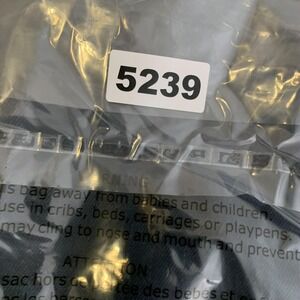 5239
WARNING
bag away from babies and children.
use in cribs, beds, carriages or playpens.
may cling to nose and mouth and prevent
ATTENTION
sac hors de portée des bébés et